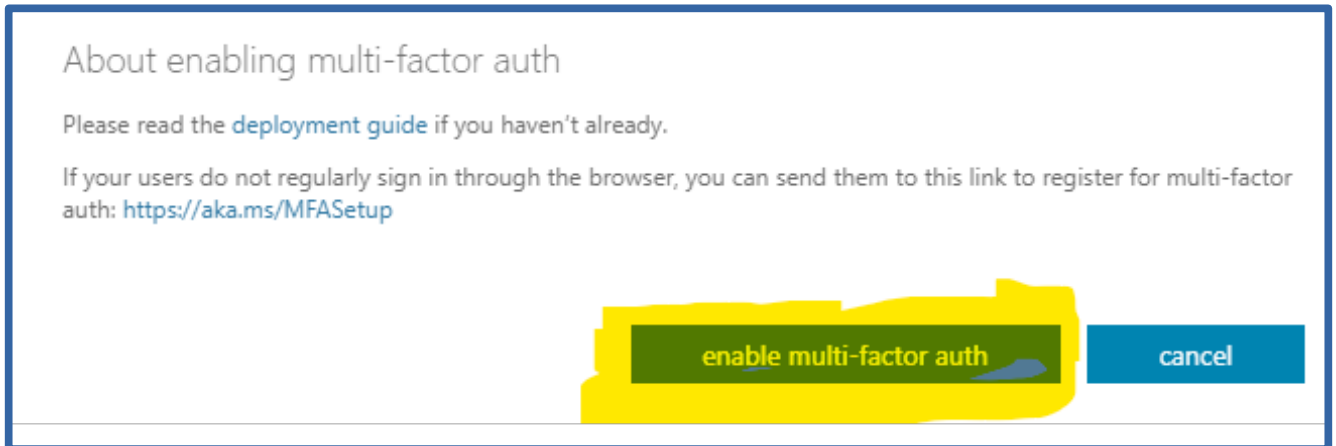 About enabling multi-factor auth
Please read the deployment guide if you haven't already.
If your users do not regularly sign in through the browser, you can send them to this link to register for multi-factor
auth: https://aka.ms/MFASetup
enable multi-factor auth
cancel